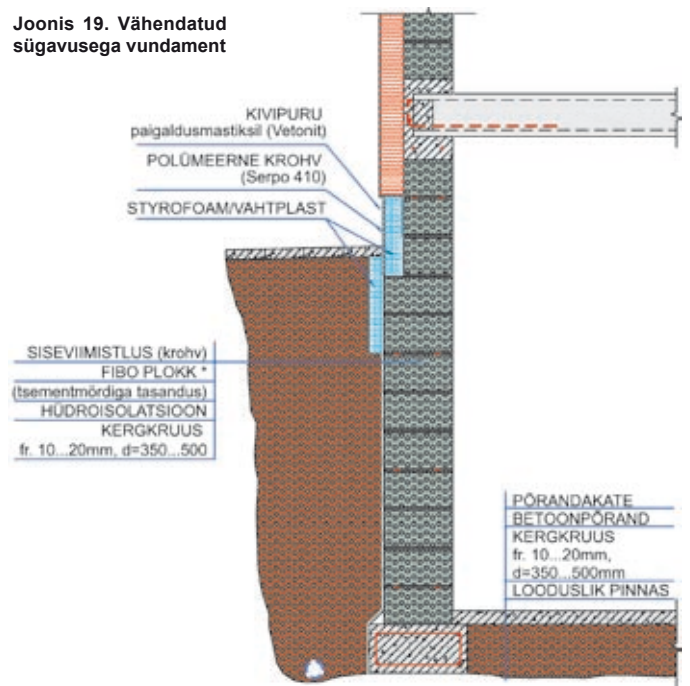 Joonis 19. Vähendatud
sügavusega vundament
KIVIPURU
paigaldusmastiksil (Vetonit)
POLÜMEERNE KROHV
(Serpo 410)
STYROFOAM/VAHTPLAST
SISEVIIMISTLUS (krohv)
FIBO PLOKK *
(tsementmördiga tasandus)
HÜDROISOLATSIOON
KERGKRUUS
fr. 10...20mm, d=350...500
PÕRANDAKATE
BETOONPÕRAND
KERGKRUUS
fr. 10...20mm,
d=350...500mm
LOODUSLIK PINNAS